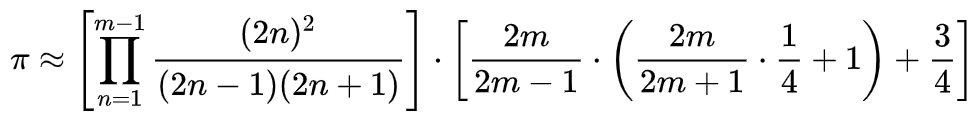 π ≈ [∏_{n=1}^{m−1} (2n)²/((2n − 1)(2n + 1))] · [2m/(2m − 1) · (2m/(2m + 1) · 1/4 + 1) + 3/4]